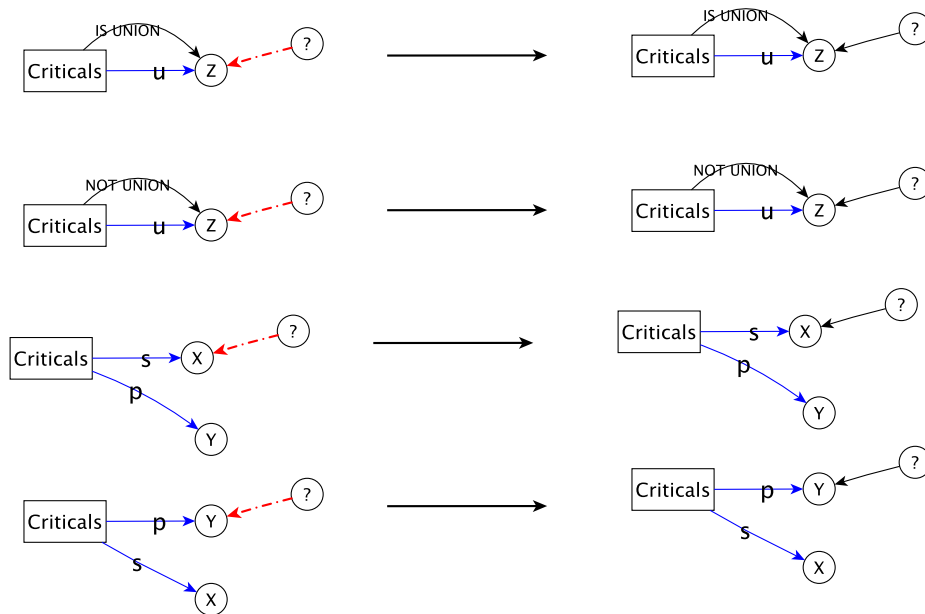 IS UNION
?
Criticals
u
Z
IS UNION
?
Criticals
u
Z
NOT UNION
?
Criticals
u
Z
NOT UNION
?
Criticals
u
Z
?
Criticals
s
X
p
Y
?
Criticals
s
X
p
Y
?
Criticals
p
Y
s
X
?
Criticals
p
Y
s
X